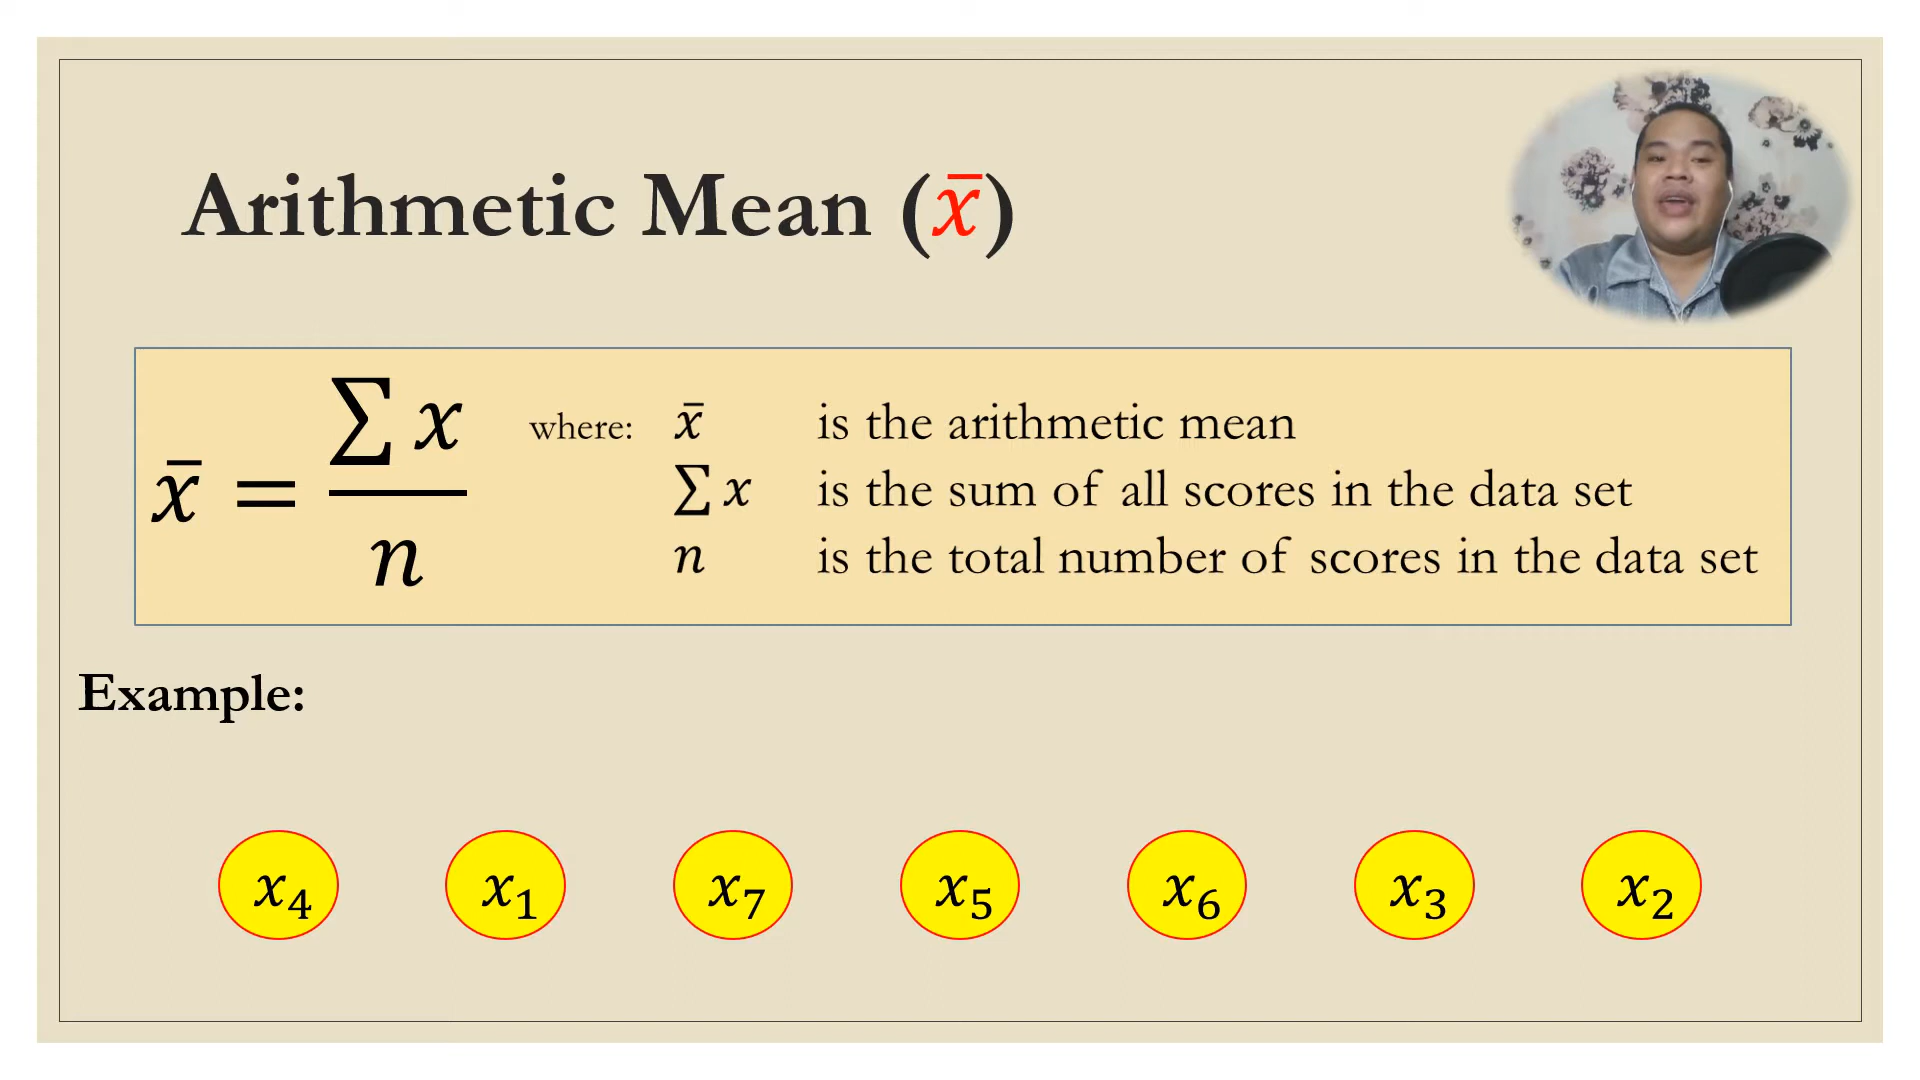 Arithmetic Mean (x̄)
x̄ = ∑ x / n
where: x̄ is the arithmetic mean
∑ x is the sum of all scores in the data set
n is the total number of scores in the data set
Example:
x₄ x₁ x₇ x₅ x₆ x₃ x₂